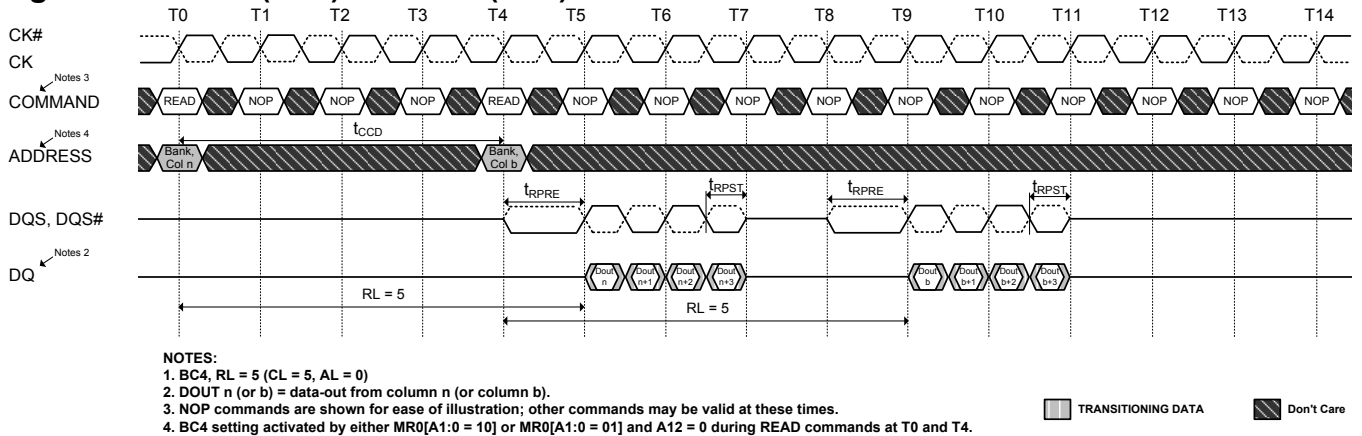 T0 T1 T2 T3 T4 T5 T6 T7 T8 T9 T10 T11 T12 T13 T14
CK#
CK
Notes 3
COMMAND READ NOP NOP NOP READ NOP NOP NOP NOP NOP NOP NOP NOP NOP NOP
tCCD
Notes 4
ADDRESS Bank, Col n Bank, Col b
tRPRE tRPST tRPRE tRPST
DQS, DQS#
Notes 2
DQ Dout n Dout n+1 Dout n+2 Dout n+3 Dout b Dout b+1 Dout b+2 Dout b+3
RL = 5
RL = 5
NOTES:
1. BC4, RL = 5 (CL = 5, AL = 0)
2. DOUT n (or b) = data-out from column n (or column b).
3. NOP commands are shown for ease of illustration; other commands may be valid at these times.
4. BC4 setting activated by either MR0[A1:0 = 10] or MR0[A1:0 = 01] and A12 = 0 during READ commands at T0 and T4.
TRANSITIONING DATA Don't Care